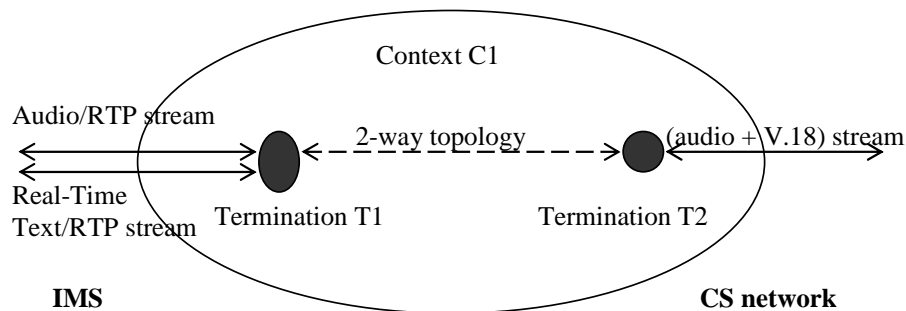 Context C1
Audio/RTP stream
2-way topology
(audio + V.18) stream
Real-Time
Text/RTP stream
Termination T1
Termination T2
IMS
CS network